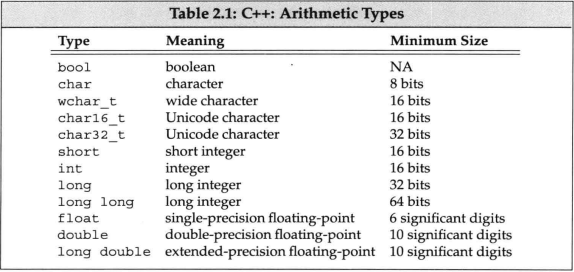 Table 2.1: C++: Arithmetic Types
Type Meaning Minimum Size
bool boolean NA
char character 8 bits
wchar_t wide character 16 bits
char16_t Unicode character 16 bits
char32_t Unicode character 32 bits
short short integer 16 bits
int integer 16 bits
long long integer 32 bits
long long long integer 64 bits
float single-precision floating-point 6 significant digits
double double-precision floating-point 10 significant digits
long double extended-precision floating-point 10 significant digits